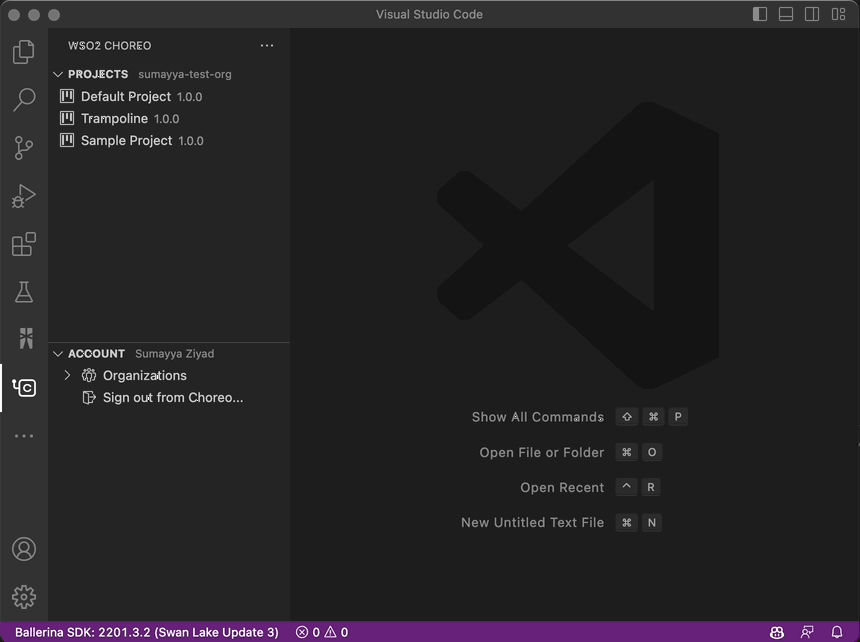 Visual Studio Code
WSO2 CHOREO
PROJECTS sumayya-test-org
Default Project 1.0.0
Trampoline 1.0.0
Sample Project 1.0.0
ACCOUNT Sumayya Ziyad
Organizations
Sign out from Choreo...
Show All Commands ⇧ ⌘ P
Open File or Folder ⌘ O
Open Recent ⌃ R
New Untitled Text File ⌘ N
Ballerina SDK: 2201.3.2 (Swan Lake Update 3) 0 0